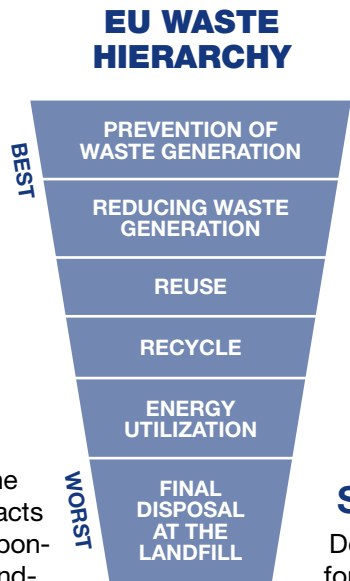 EU WASTE
HIERARCHY
BEST
PREVENTION OF
WASTE GENERATION
REDUCING WASTE
GENERATION
REUSE
RECYCLE
ENERGY
UTILIZATION
WORST
FINAL
DISPOSAL
AT THE
LANDFILL